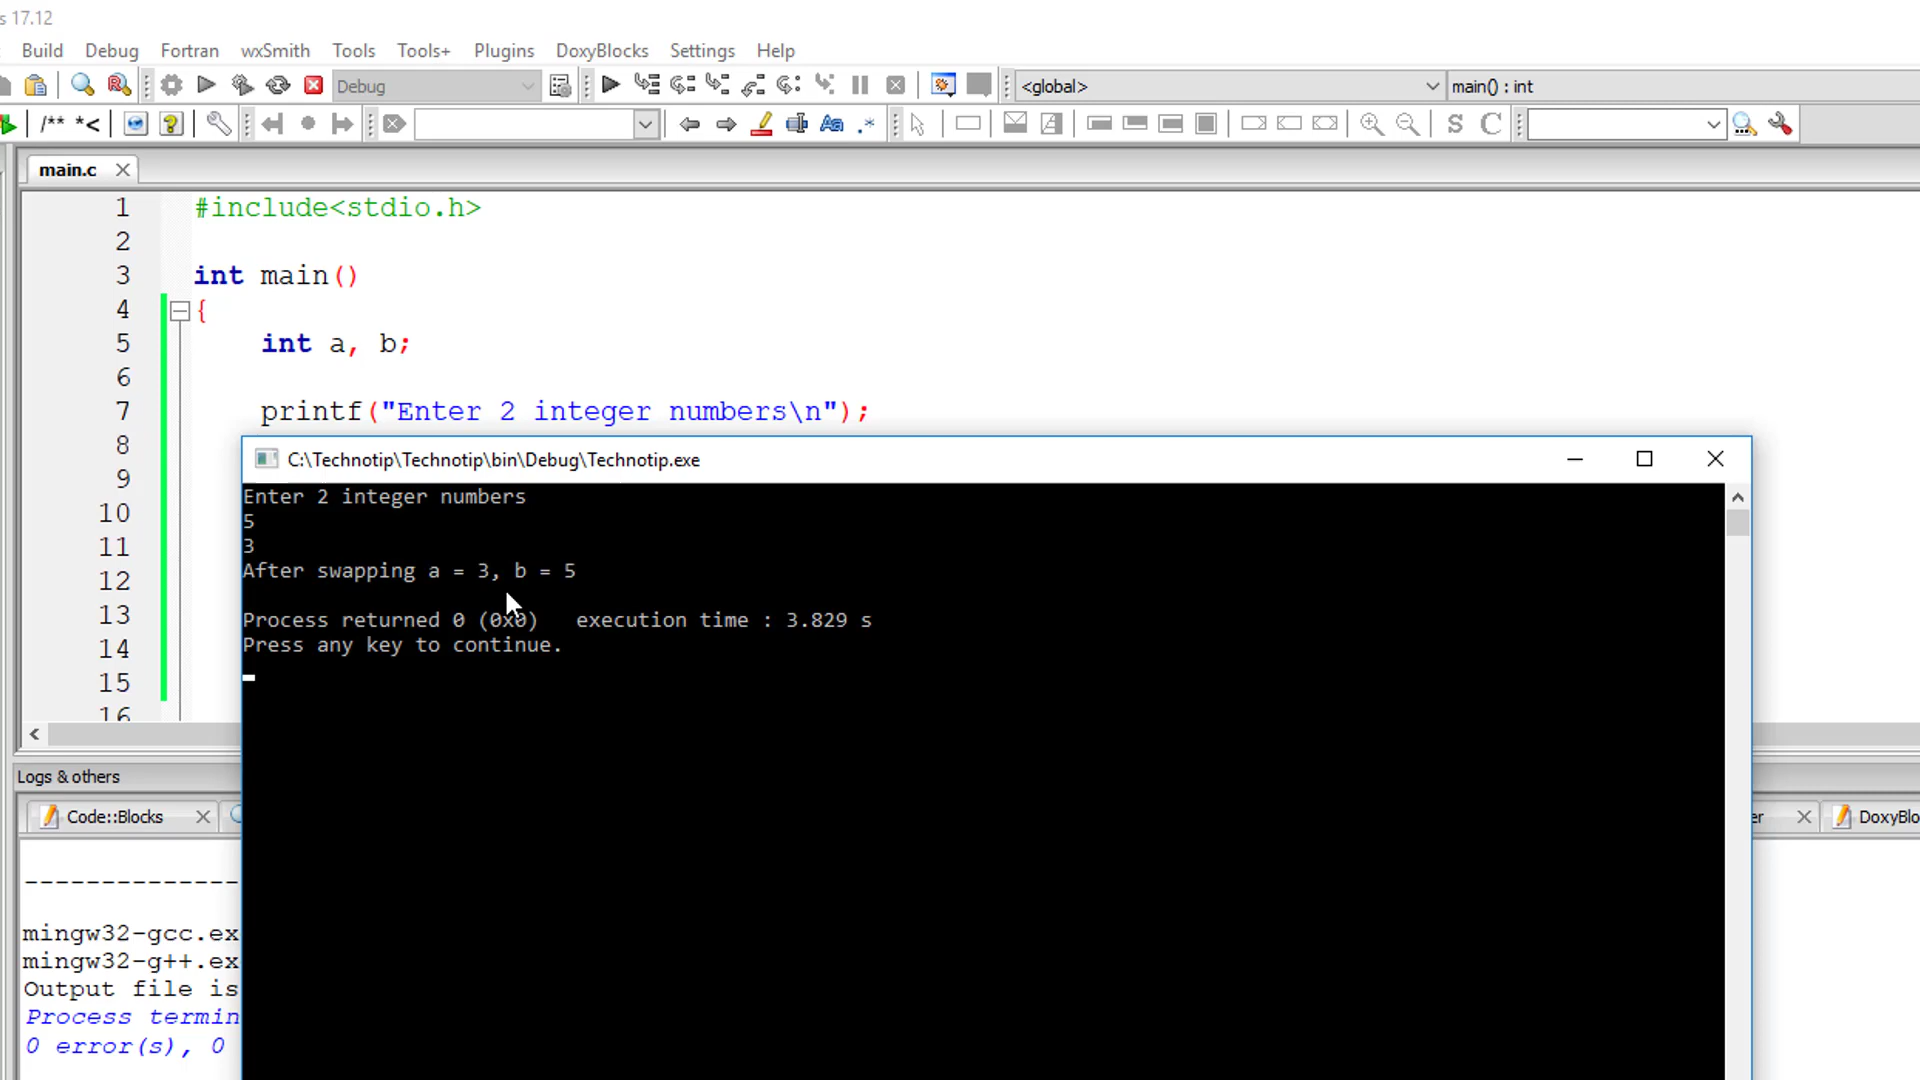 s 17.12
Build Debug Fortran wxSmith Tools Tools+ Plugins DoxyBlocks Settings Help
Debug <global> main() : int
/** *<
main.c
1 #include<stdio.h>
2
3 int main()
4 {
5 int a, b;
6
7 printf("Enter 2 integer numbers\n");
8
9
10
11
12
13
14
15
16
C:\Technotip\Technotip\bin\Debug\Technotip.exe
Enter 2 integer numbers
5
3
After swapping a = 3, b = 5
Process returned 0 (0x0) execution time : 3.829 s
Press any key to continue.
Logs & others
Code::Blocks er DoxyBlo
--------------
mingw32-gcc.ex
mingw32-g++.ex
Output file is
Process termin
0 error(s), 0